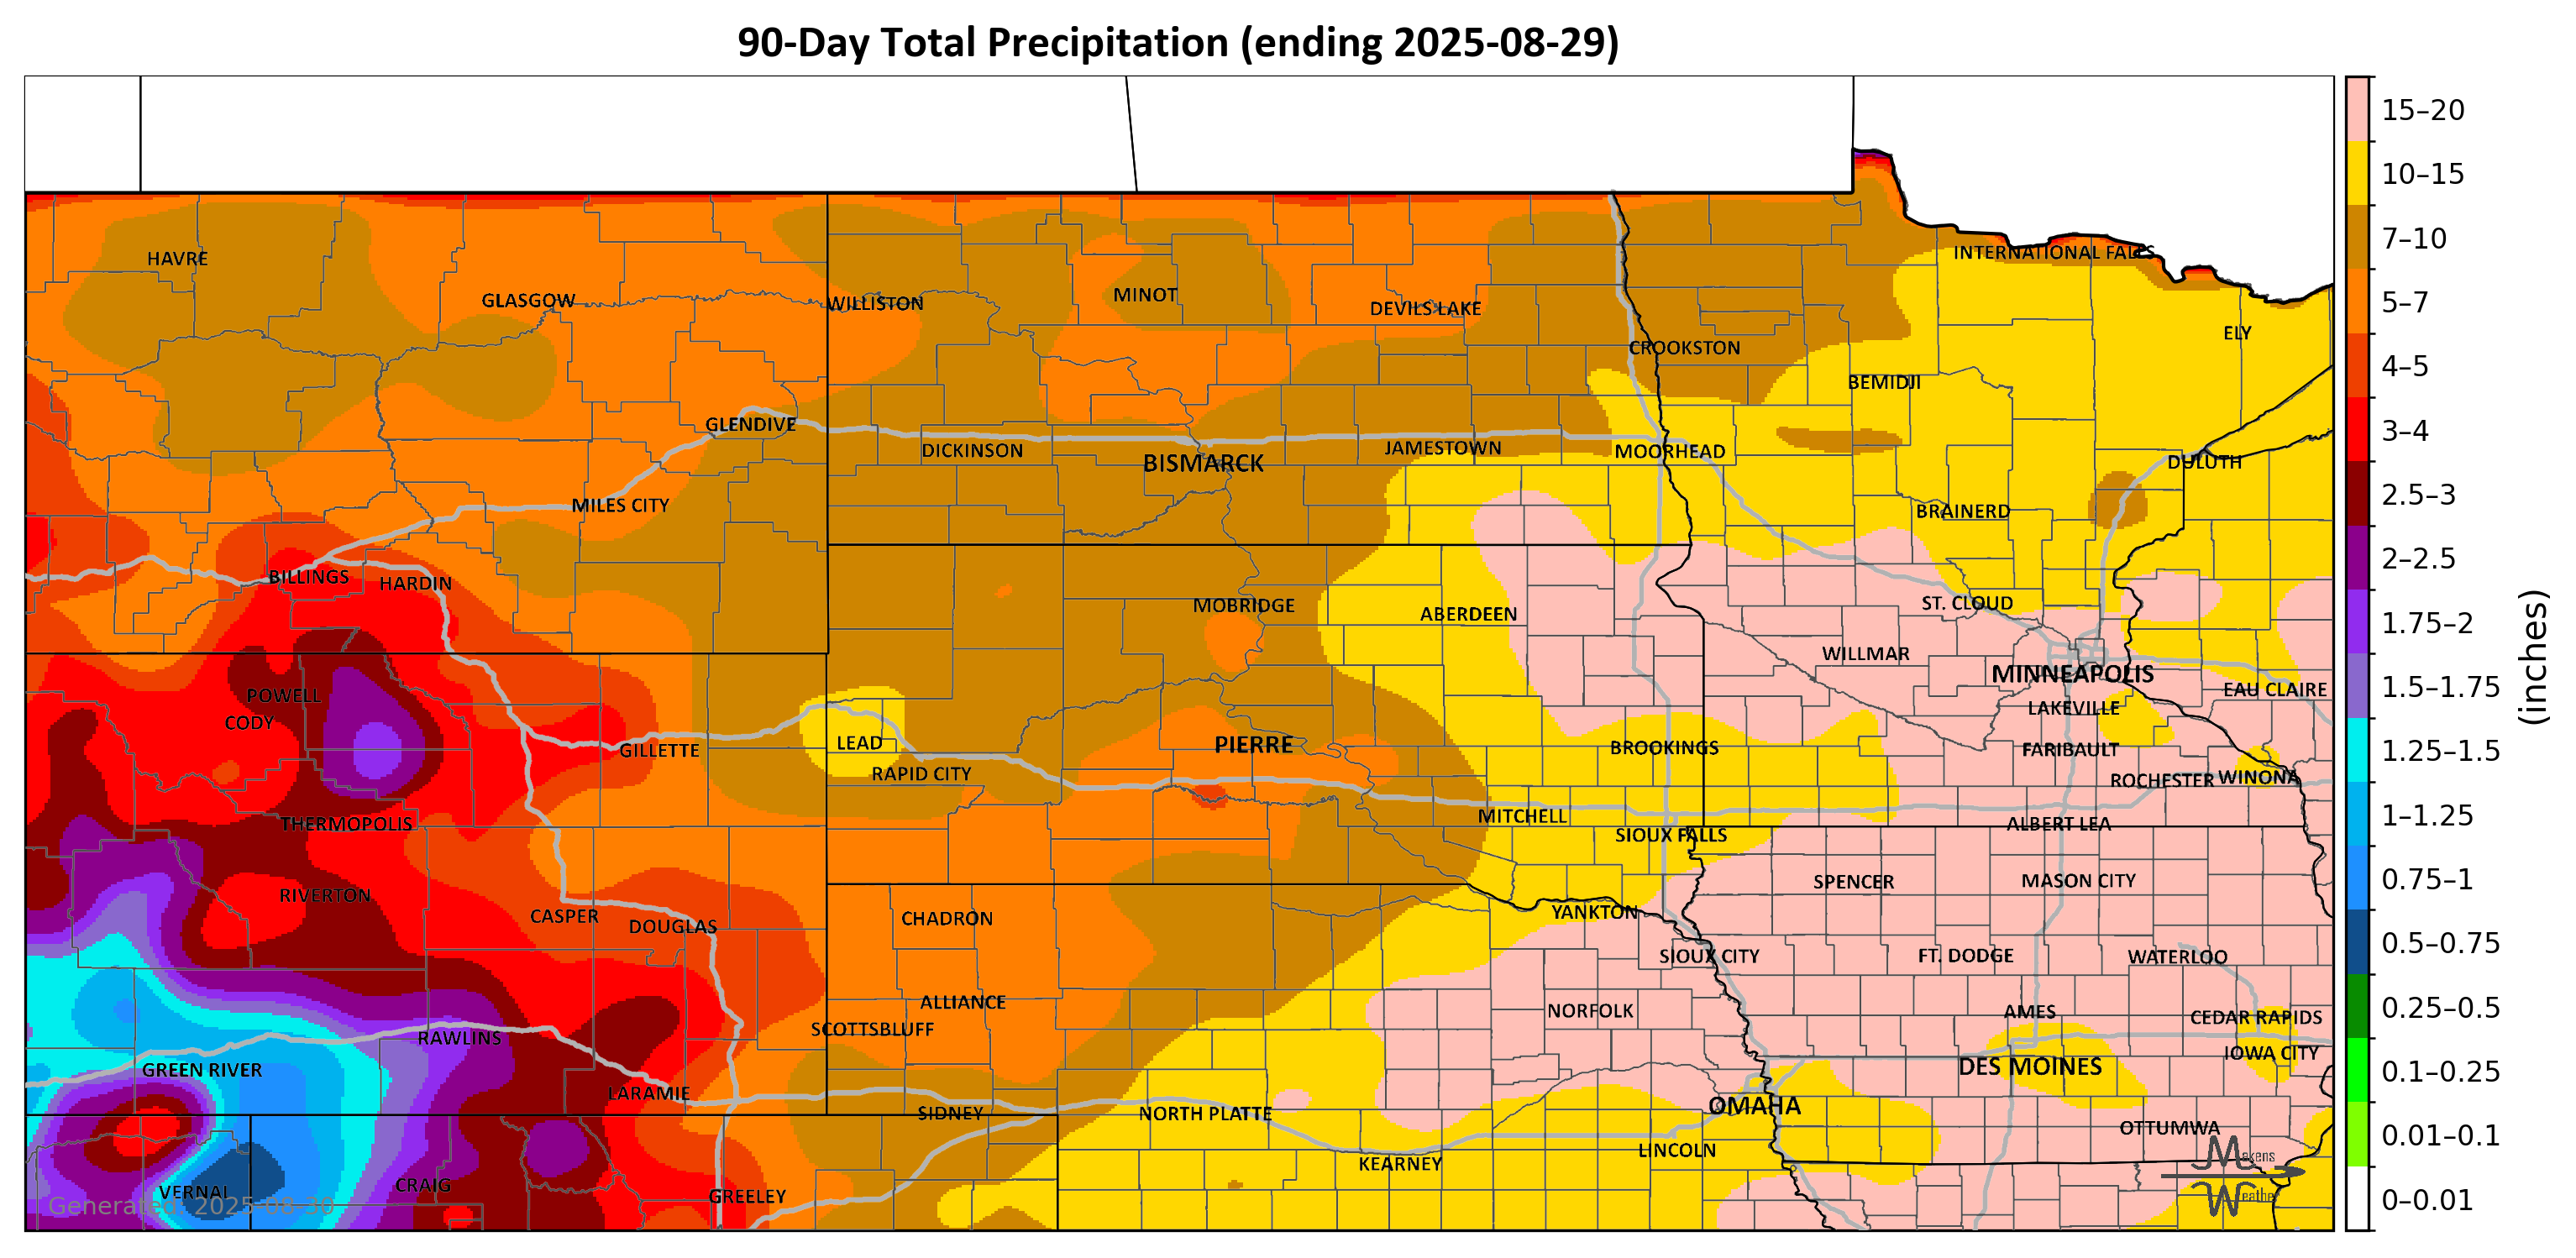 90-Day Total Precipitation (ending 2025-08-29)
15–20
10–15
7–10
5–7
4–5
3–4
2.5–3
2–2.5
1.75–2
1.5–1.75
1.25–1.5
1–1.25
0.75–1
0.5–0.75
0.25–0.5
0.1–0.25
0.01–0.1
0–0.01
(inches)
HAVRE
INTERNATIONAL FALLS
GLASGOW
WILLISTON
MINOT
DEVILS LAKE
ELY
CROOKSTON
BEMIDJI
GLENDIVE
DICKINSON
BISMARCK
JAMESTOWN
MOORHEAD
DULUTH
MILES CITY
BRAINERD
BILLINGS
HARDIN
MOBRIDGE
ABERDEEN
ST. CLOUD
WILLMAR
MINNEAPOLIS
POWELL
EAU CLAIRE
CODY
LAKEVILLE
GILLETTE
LEAD
PIERRE
BROOKINGS
FARIBAULT
RAPID CITY
ROCHESTER
WINONA
THERMOPOLIS
MITCHELL
SIOUX FALLS
ALBERT LEA
RIVERTON
SPENCER
MASON CITY
CASPER
DOUGLAS
CHADRON
YANKTON
SIOUX CITY
FT. DODGE
WATERLOO
ALLIANCE
NORFOLK
AMES
CEDAR RAPIDS
SCOTTSBLUFF
RAWLINS
IOWA CITY
GREEN RIVER
DES MOINES
LARAMIE
SIDNEY
NORTH PLATTE
OMAHA
OTTUMWA
LINCOLN
KEARNEY
VERNAL
CRAIG
GREELEY
Makens
Weather
Generated: 2025-08-30